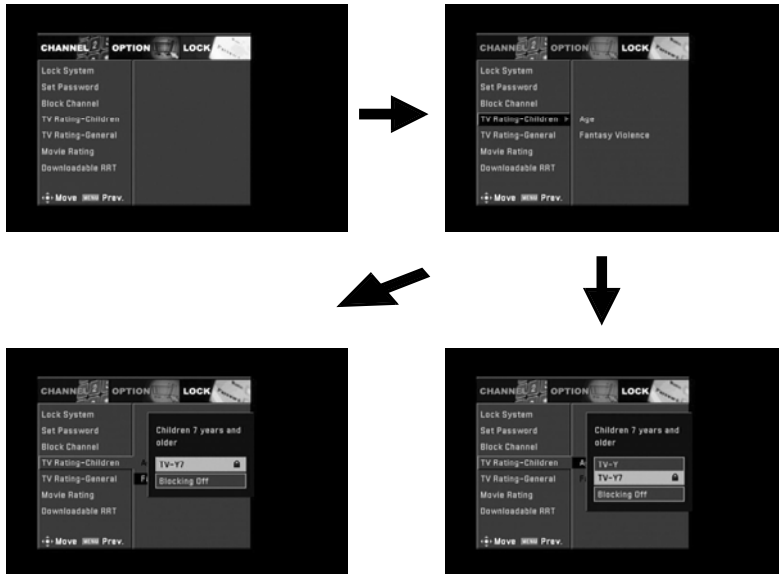 CHANNEL OPTION LOCK
Lock System
Set Password
Block Channel
TV Rating-Children
TV Rating-General
Movie Rating
Downloadable RRT
Move MENU Prev.
CHANNEL OPTION LOCK
Lock System
Set Password
Block Channel
TV Rating-Children Age
TV Rating-General Fantasy Violence
Movie Rating
Downloadable RRT
Move MENU Prev.
CHANNEL OPTION LOCK
Lock System
Set Password
Block Channel
TV Rating-Children
TV Rating-General
Movie Rating
Downloadable RRT
Children 7 years and
older
TV-Y7
Blocking Off
Move MENU Prev.
CHANNEL OPTION LOCK
Lock System
Set Password
Block Channel
TV Rating-Children
TV Rating-General
Movie Rating
Downloadable RRT
Children 7 years and
older
TV-Y
TV-Y7
Blocking Off
Move MENU Prev.